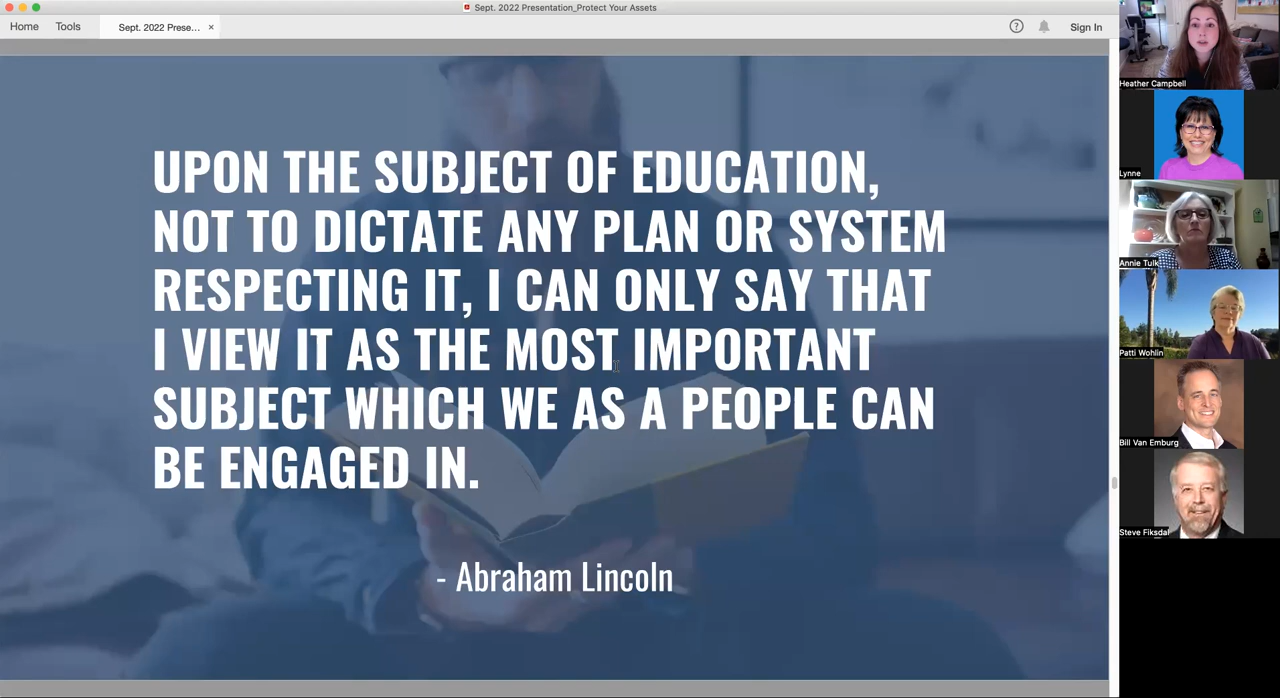 Sept. 2022 Presentation_Protect Your Assets
Home
Tools
Sept. 2022 Prese... ×
?
Sign In
UPON THE SUBJECT OF EDUCATION,
NOT TO DICTATE ANY PLAN OR SYSTEM
RESPECTING IT, I CAN ONLY SAY THAT
I VIEW IT AS THE MOST IMPORTANT
SUBJECT WHICH WE AS A PEOPLE CAN
BE ENGAGED IN.
- Abraham Lincoln
Heather Campbell
Lynne
Annie Tulk
Patti Wohlin
Bill Van Emburg
Steve Fiksdal